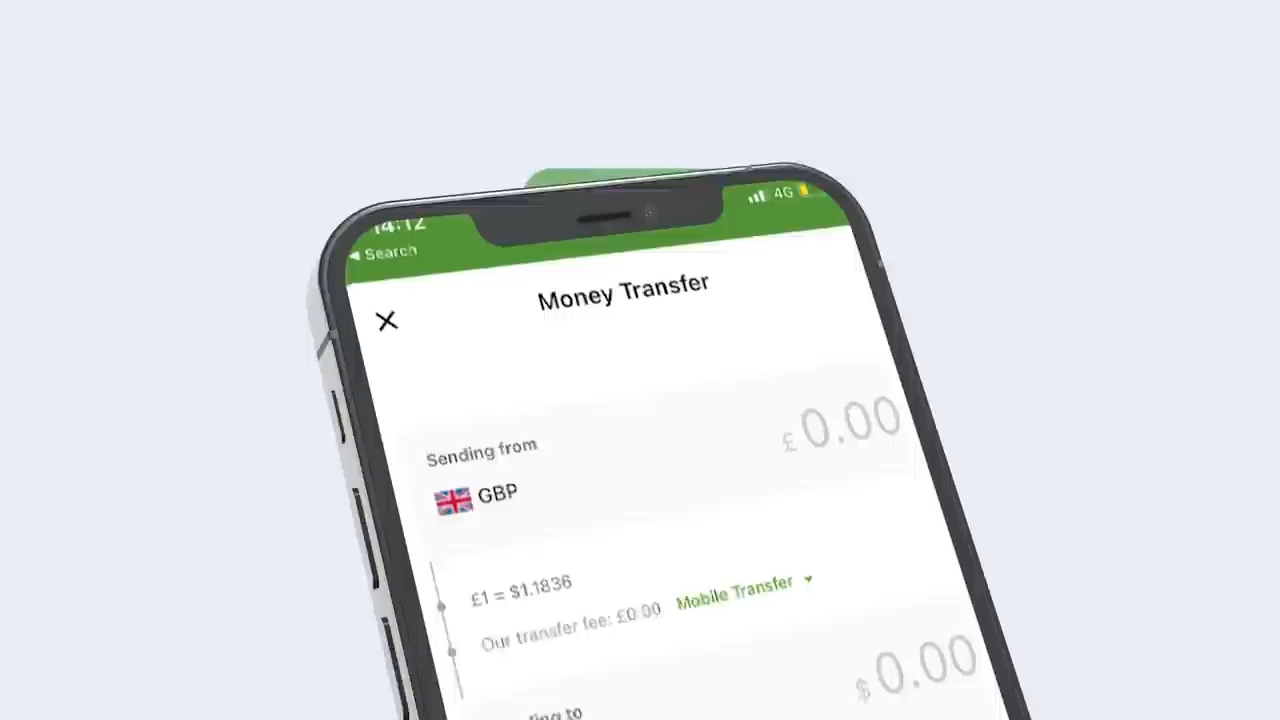 14:12
4G
Search
Money Transfer
£ 0.00
Sending from
GBP
£1 = $1.1836
Our transfer fee: £0.00 Mobile Transfer
$ 0.00
to